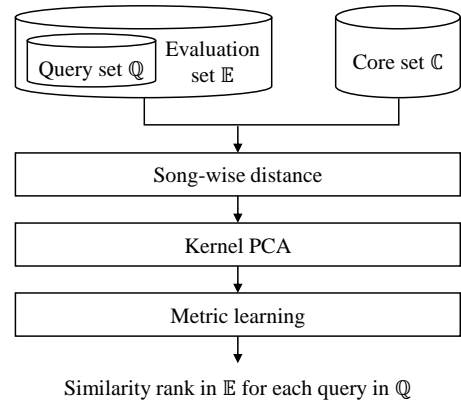 Query set ℚ
Evaluation
set 𝔼
Core set ℂ
Song-wise distance
Kernel PCA
Metric learning
Similarity rank in 𝔼 for each query in ℚ